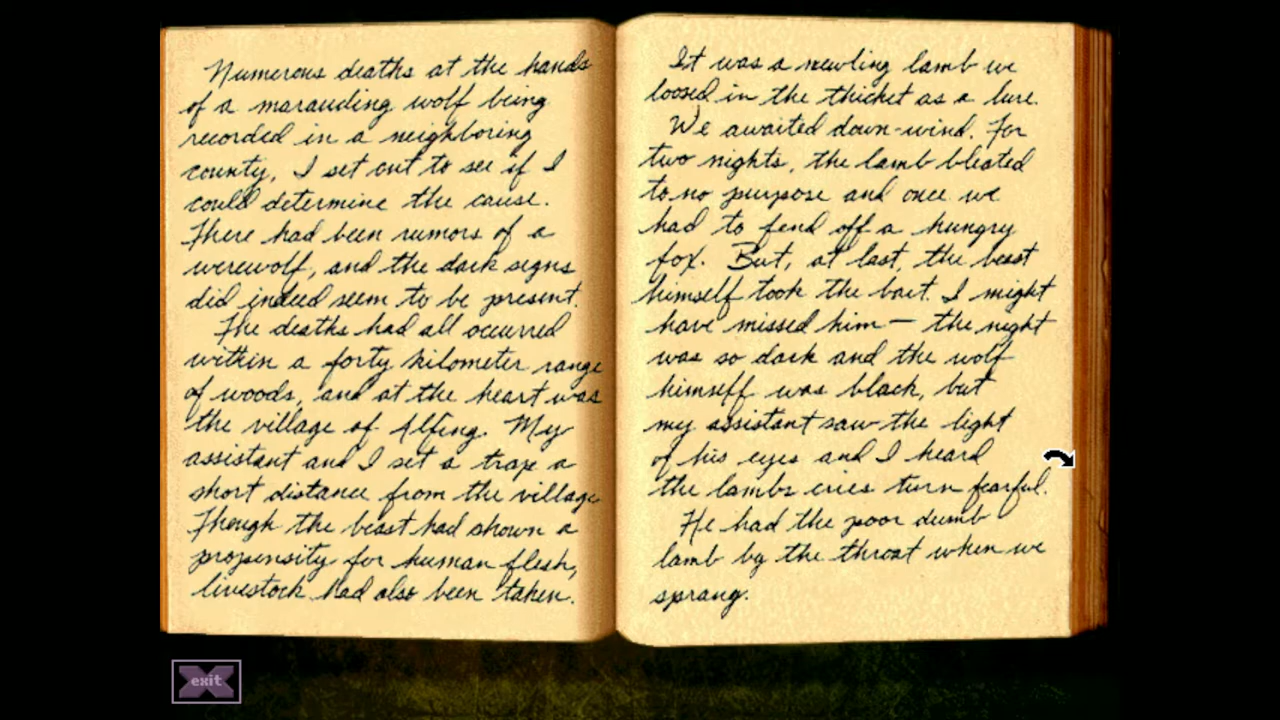 Numerous deaths at the hands
of a marauding wolf being
recorded in a neighboring
county, I set out to see if I
could determine the cause.
There had been rumors of a
werewolf, and the dark signs
did indeed seem to be present.
The deaths had all occurred
within a forty kilometer range
of woods, and at the heart was
the village of Alfing. My
assistant and I set a trap a
short distance from the village
Though the beast had shown a
propensity for human flesh,
livestock had also been taken.
It was a mewling lamb we
loosed in the thicket as a lure.
We awaited down-wind. For
two nights, the lamb bleated
to no purpose and once we
had to fend off a hungry
fox. But, at last, the beast
himself took the bait. I might
have missed him — the night
was so dark and the wolf
himself was black, but
my assistant saw the light
of his eyes and I heard
the lambs cries turn fearful.
He had the poor dumb
lamb by the throat when we
sprang.
exit